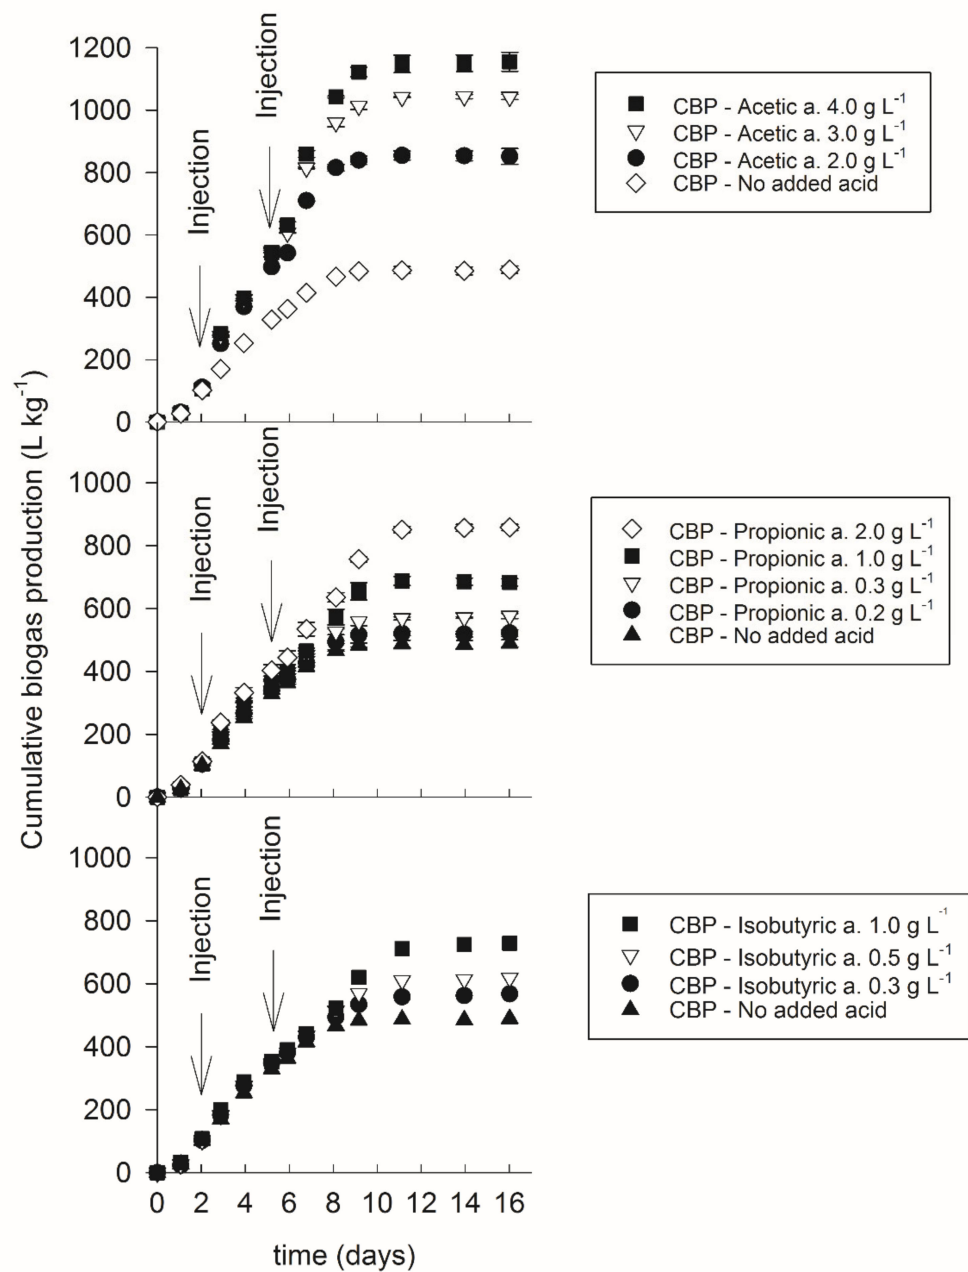 Cumulative biogas production (L kg⁻¹)
1200
1000
800
600
400
200
0
Injection
Injection
CBP - Acetic a. 4.0 g L⁻¹
CBP - Acetic a. 3.0 g L⁻¹
CBP - Acetic a. 2.0 g L⁻¹
CBP - No added acid
1000
800
600
400
200
0
Injection
Injection
CBP - Propionic a. 2.0 g L⁻¹
CBP - Propionic a. 1.0 g L⁻¹
CBP - Propionic a. 0.3 g L⁻¹
CBP - Propionic a. 0.2 g L⁻¹
CBP - No added acid
1000
800
600
400
200
0
Injection
Injection
CBP - Isobutyric a. 1.0 g L⁻¹
CBP - Isobutyric a. 0.5 g L⁻¹
CBP - Isobutyric a. 0.3 g L⁻¹
CBP - No added acid
0 2 4 6 8 10 12 14 16
time (days)